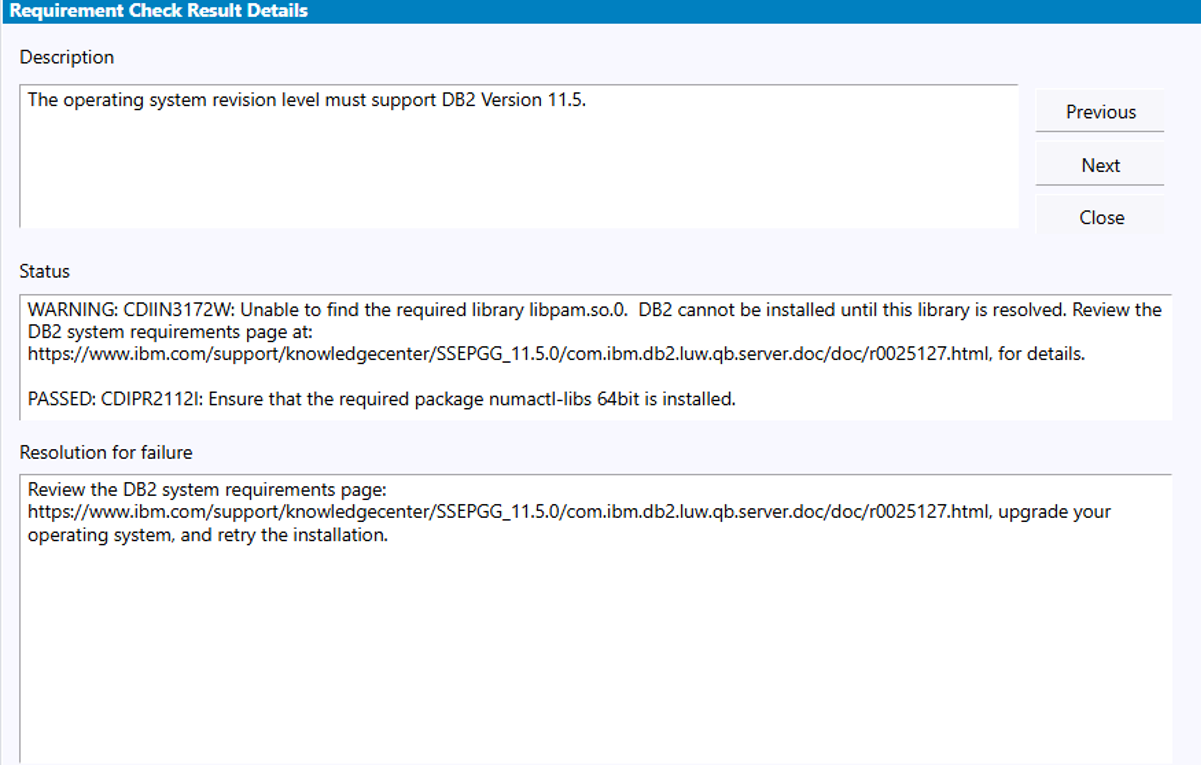 Requirement Check Result Details
Description
The operating system revision level must support DB2 Version 11.5.
Previous
Next
Close
Status
WARNING: CDIIN3172W: Unable to find the required library libpam.so.0.  DB2 cannot be installed until this library is resolved. Review the
DB2 system requirements page at:
https://www.ibm.com/support/knowledgecenter/SSEPGG_11.5.0/com.ibm.db2.luw.qb.server.doc/doc/r0025127.html, for details.
PASSED: CDIPR2112I: Ensure that the required package numactl-libs 64bit is installed.
Resolution for failure
Review the DB2 system requirements page:
https://www.ibm.com/support/knowledgecenter/SSEPGG_11.5.0/com.ibm.db2.luw.qb.server.doc/doc/r0025127.html, upgrade your
operating system, and retry the installation.